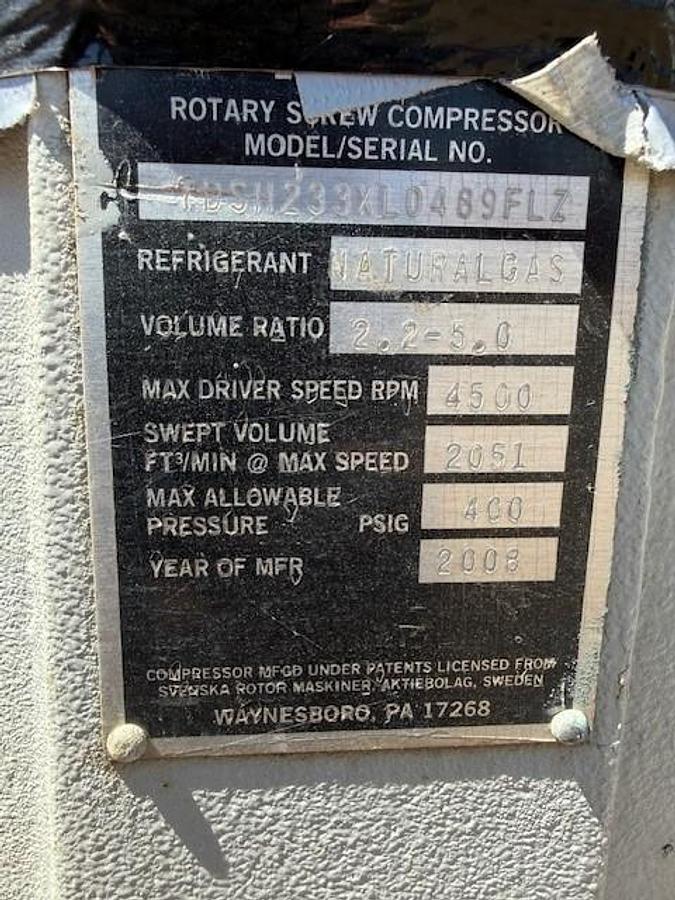 ROTARY SCREW COMPRESSOR
MODEL/SERIAL NO.
TDSH233XL0489FLZ
REFRIGERANT NATURALGAS
VOLUME RATIO 2.2-5.0
MAX DRIVER SPEED RPM 4500
SWEPT VOLUME
FT³/MIN @ MAX SPEED 2051
MAX ALLOWABLE
PRESSURE PSIG 400
YEAR OF MFR 2008
COMPRESSOR MFGD UNDER PATENTS LICENSED FROM
SVENSKA ROTOR MASKINER, AKTIEBOLAG, SWEDEN
WAYNESBORO, PA 17268